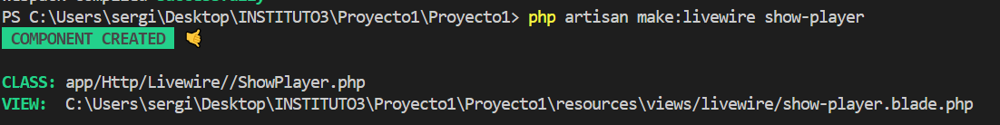 PS C:\Users\sergi\Desktop\INSTITUTO3\Proyecto1\Proyecto1> php artisan make:livewire show-player
COMPONENT CREATED 🤙
CLASS: app/Http/Livewire//ShowPlayer.php
VIEW:  C:\Users\sergi\Desktop\INSTITUTO3\Proyecto1\Proyecto1\resources\views/livewire/show-player.blade.php